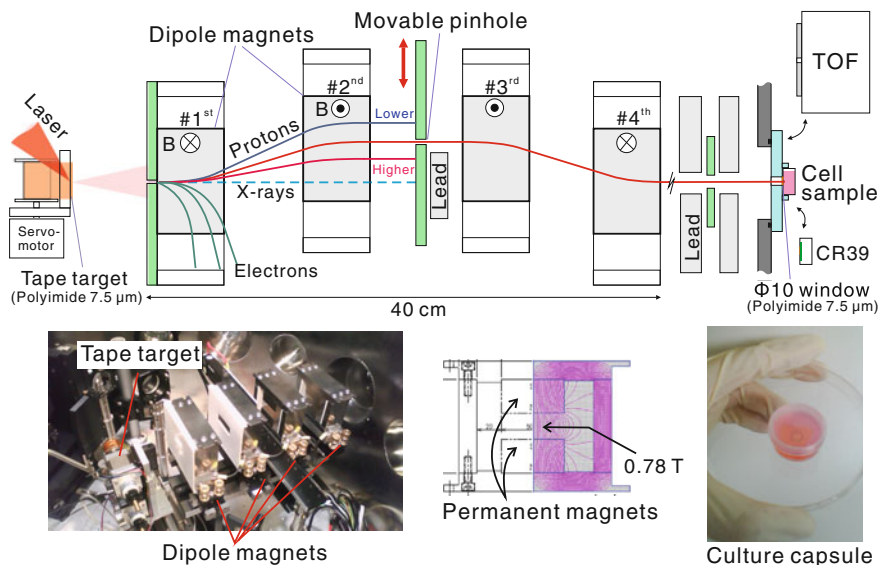 Movable pinhole
Dipole magnets
TOF
Laser
#1st
B
#2nd
B
#3rd
#4th
Lower
Protons
Higher
X-rays
Lead
Electrons
Servo-
motor
Tape target
(Polyimide 7.5 µm)
40 cm
Lead
Cell
sample
CR39
Φ10 window
(Polyimide 7.5 µm)
Tape target
Dipole magnets
0.78 T
Permanent magnets
Culture capsule